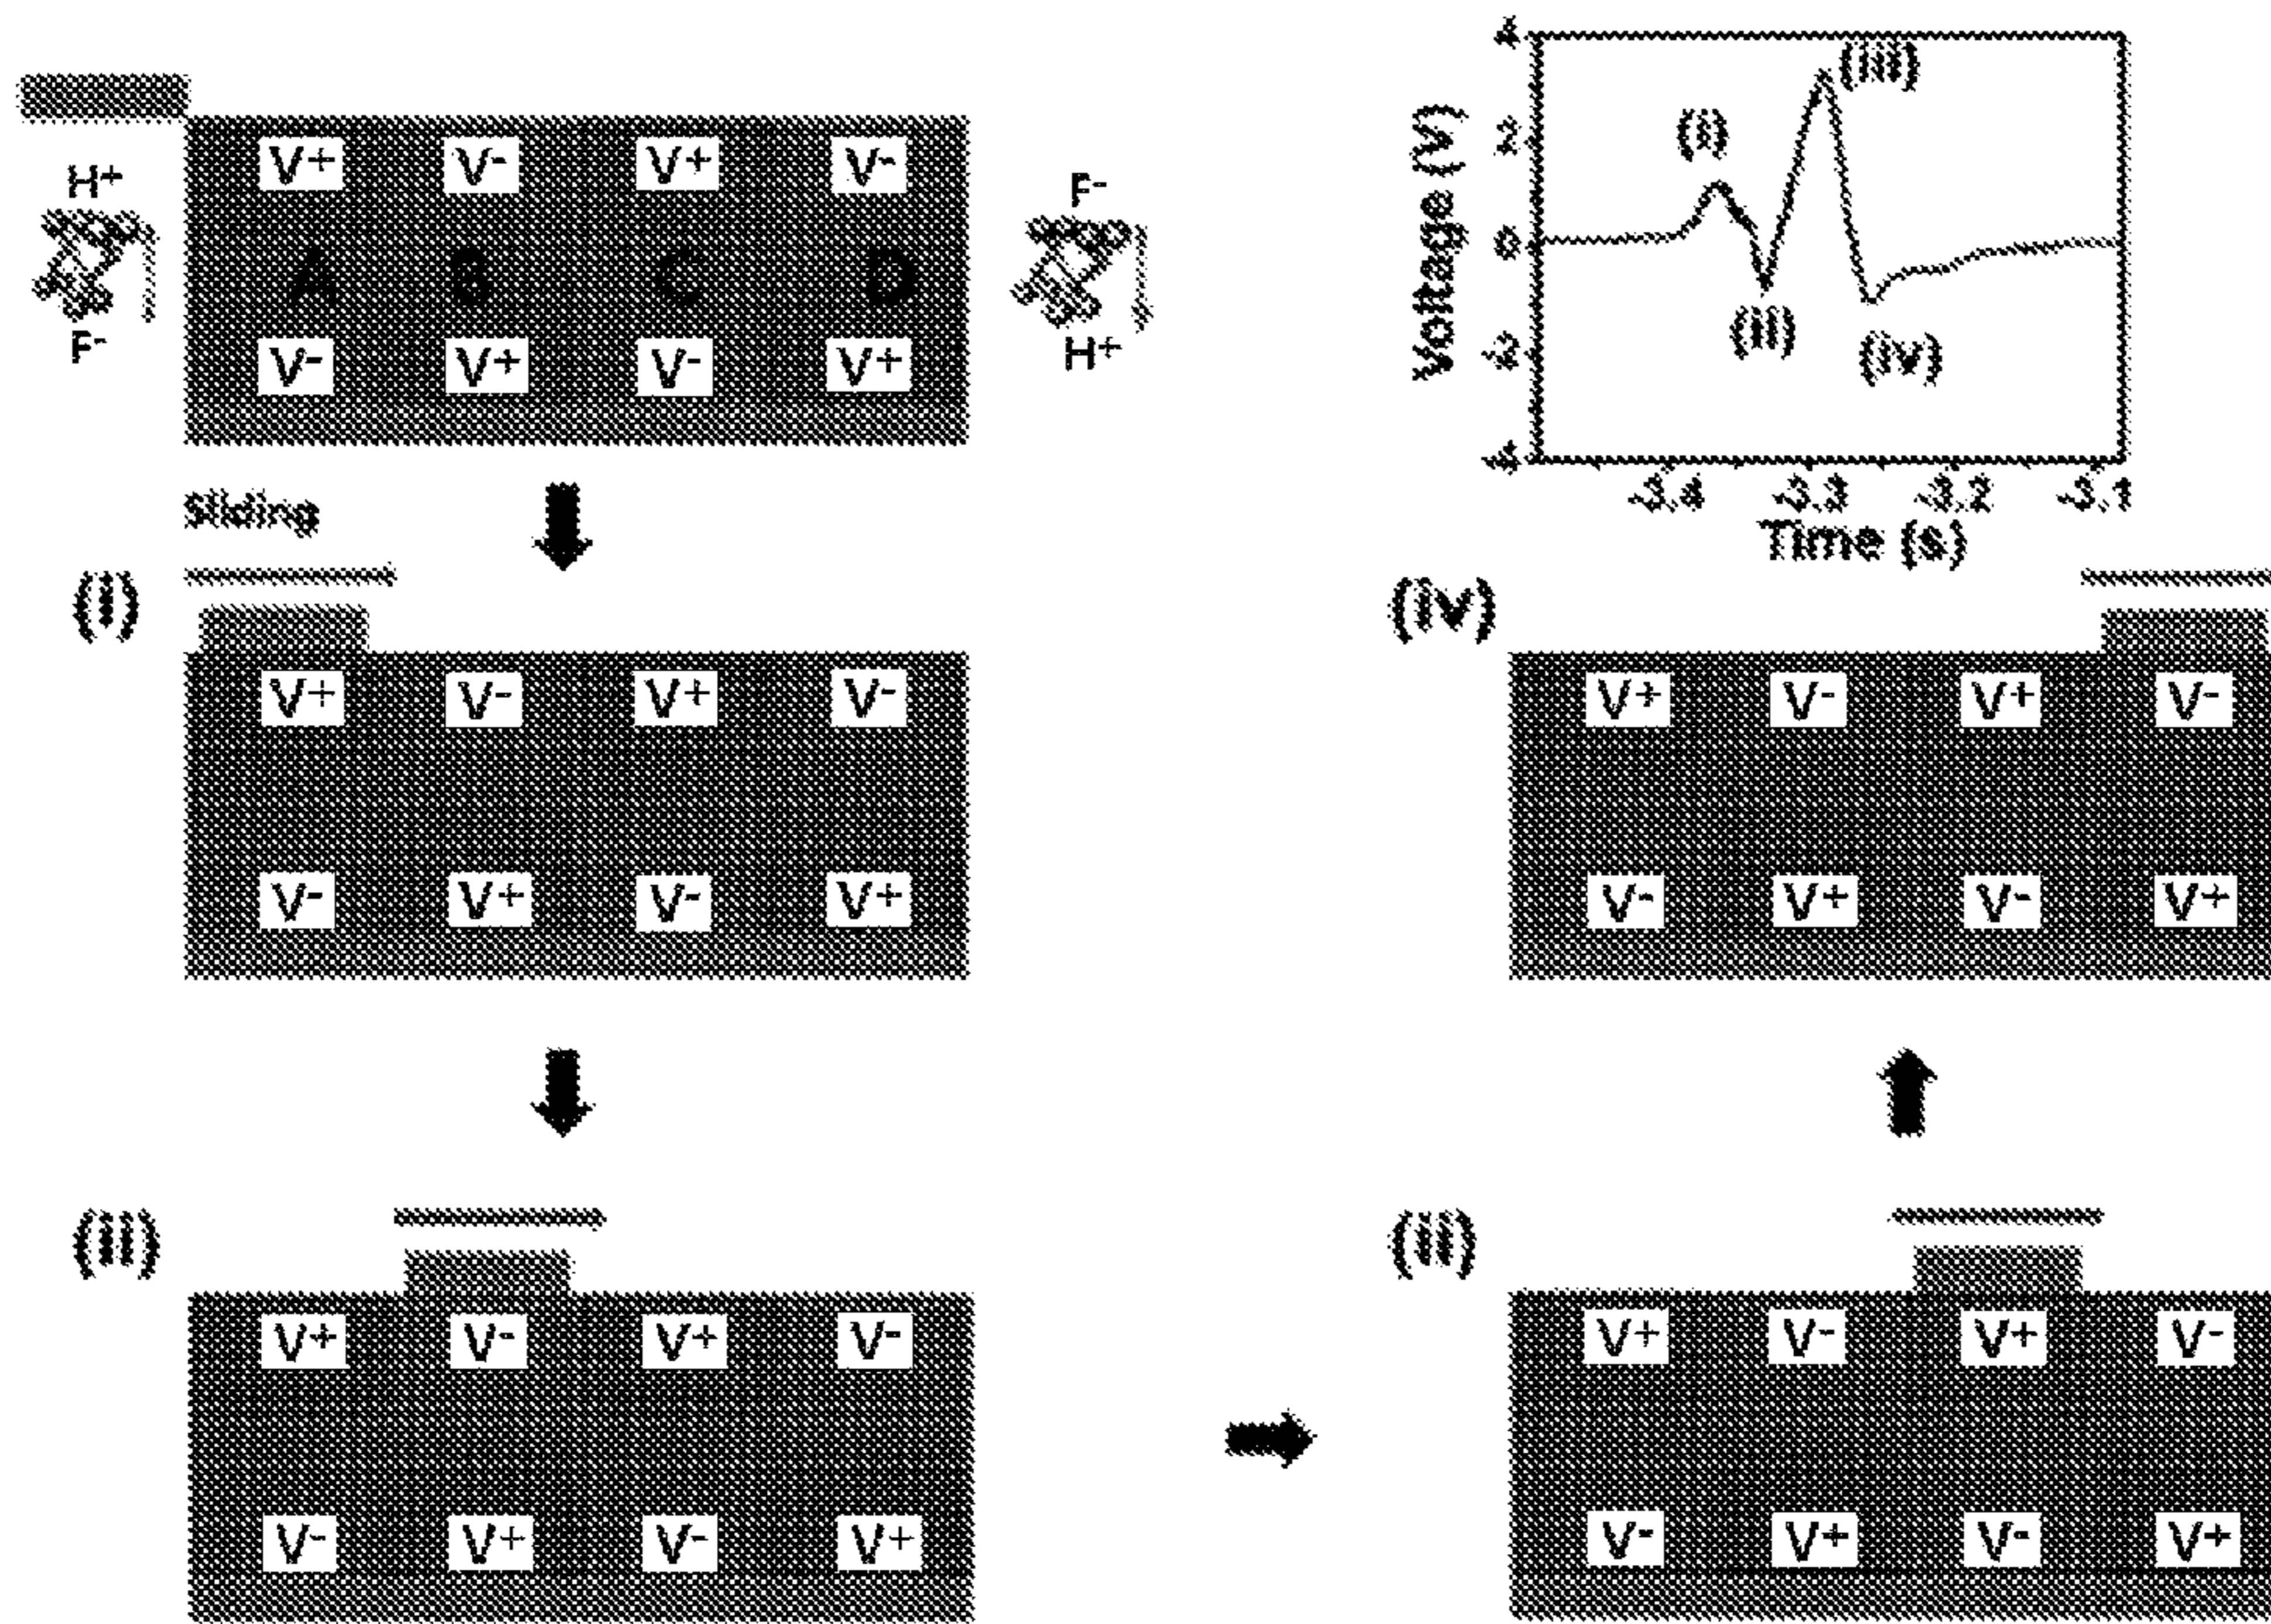 H+
F-
V+ V- V+ V-
A B C D
V- V+ V- V+
F-
H+
4
2
0
-2
-4
Voltage (V)
(i)
(ii)
(iii)
(iv)
-3.4 -3.3 -3.2 -3.1
Time (s)
Sliding
(i)
V+ V- V+ V-
V- V+ V- V+
(ii)
V+ V- V+ V-
V- V+ V- V+
(iii)
V+ V- V+ V-
V- V+ V- V+
(iv)
V+ V- V+ V-
V- V+ V- V+